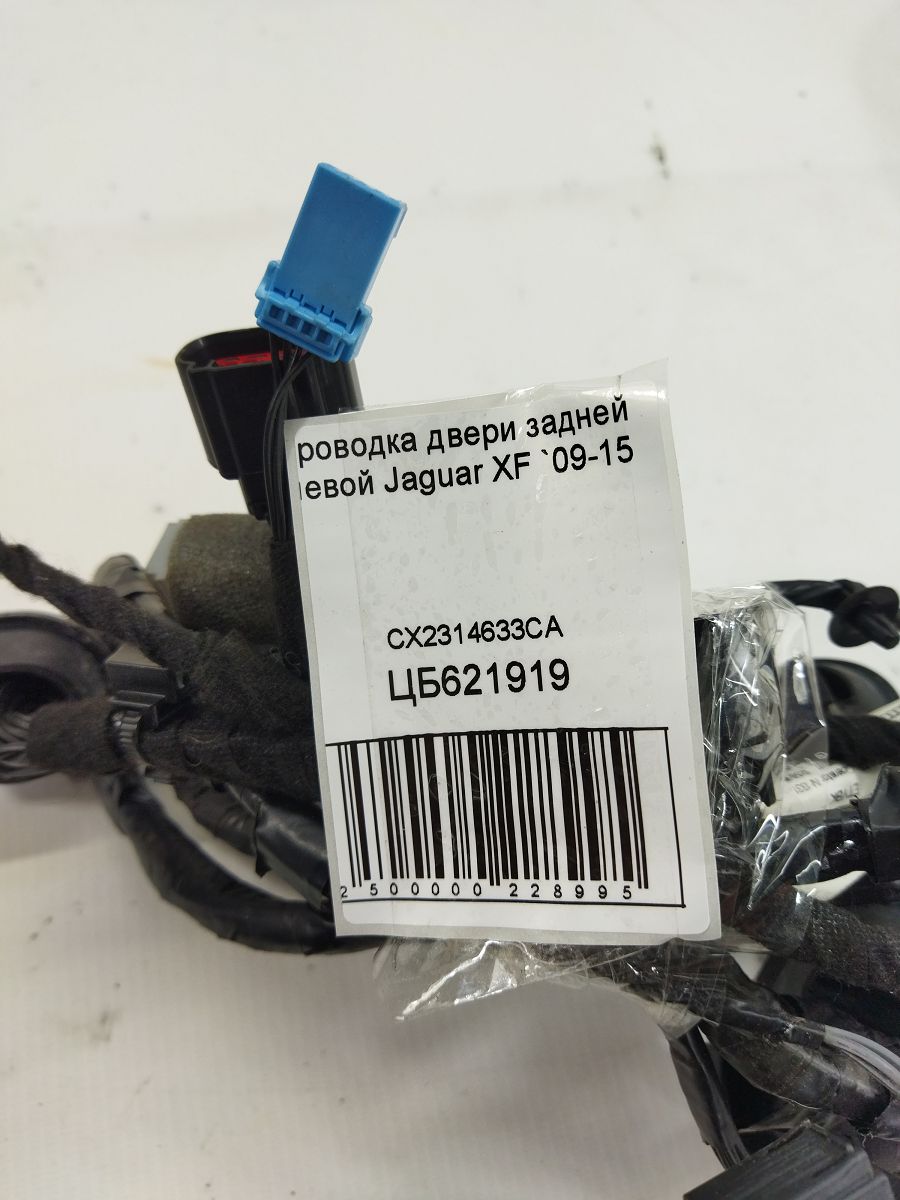 роводка двери задней
левой Jaguar XF `09-15
CX2314633CA
ЦБ621919
2500000228995